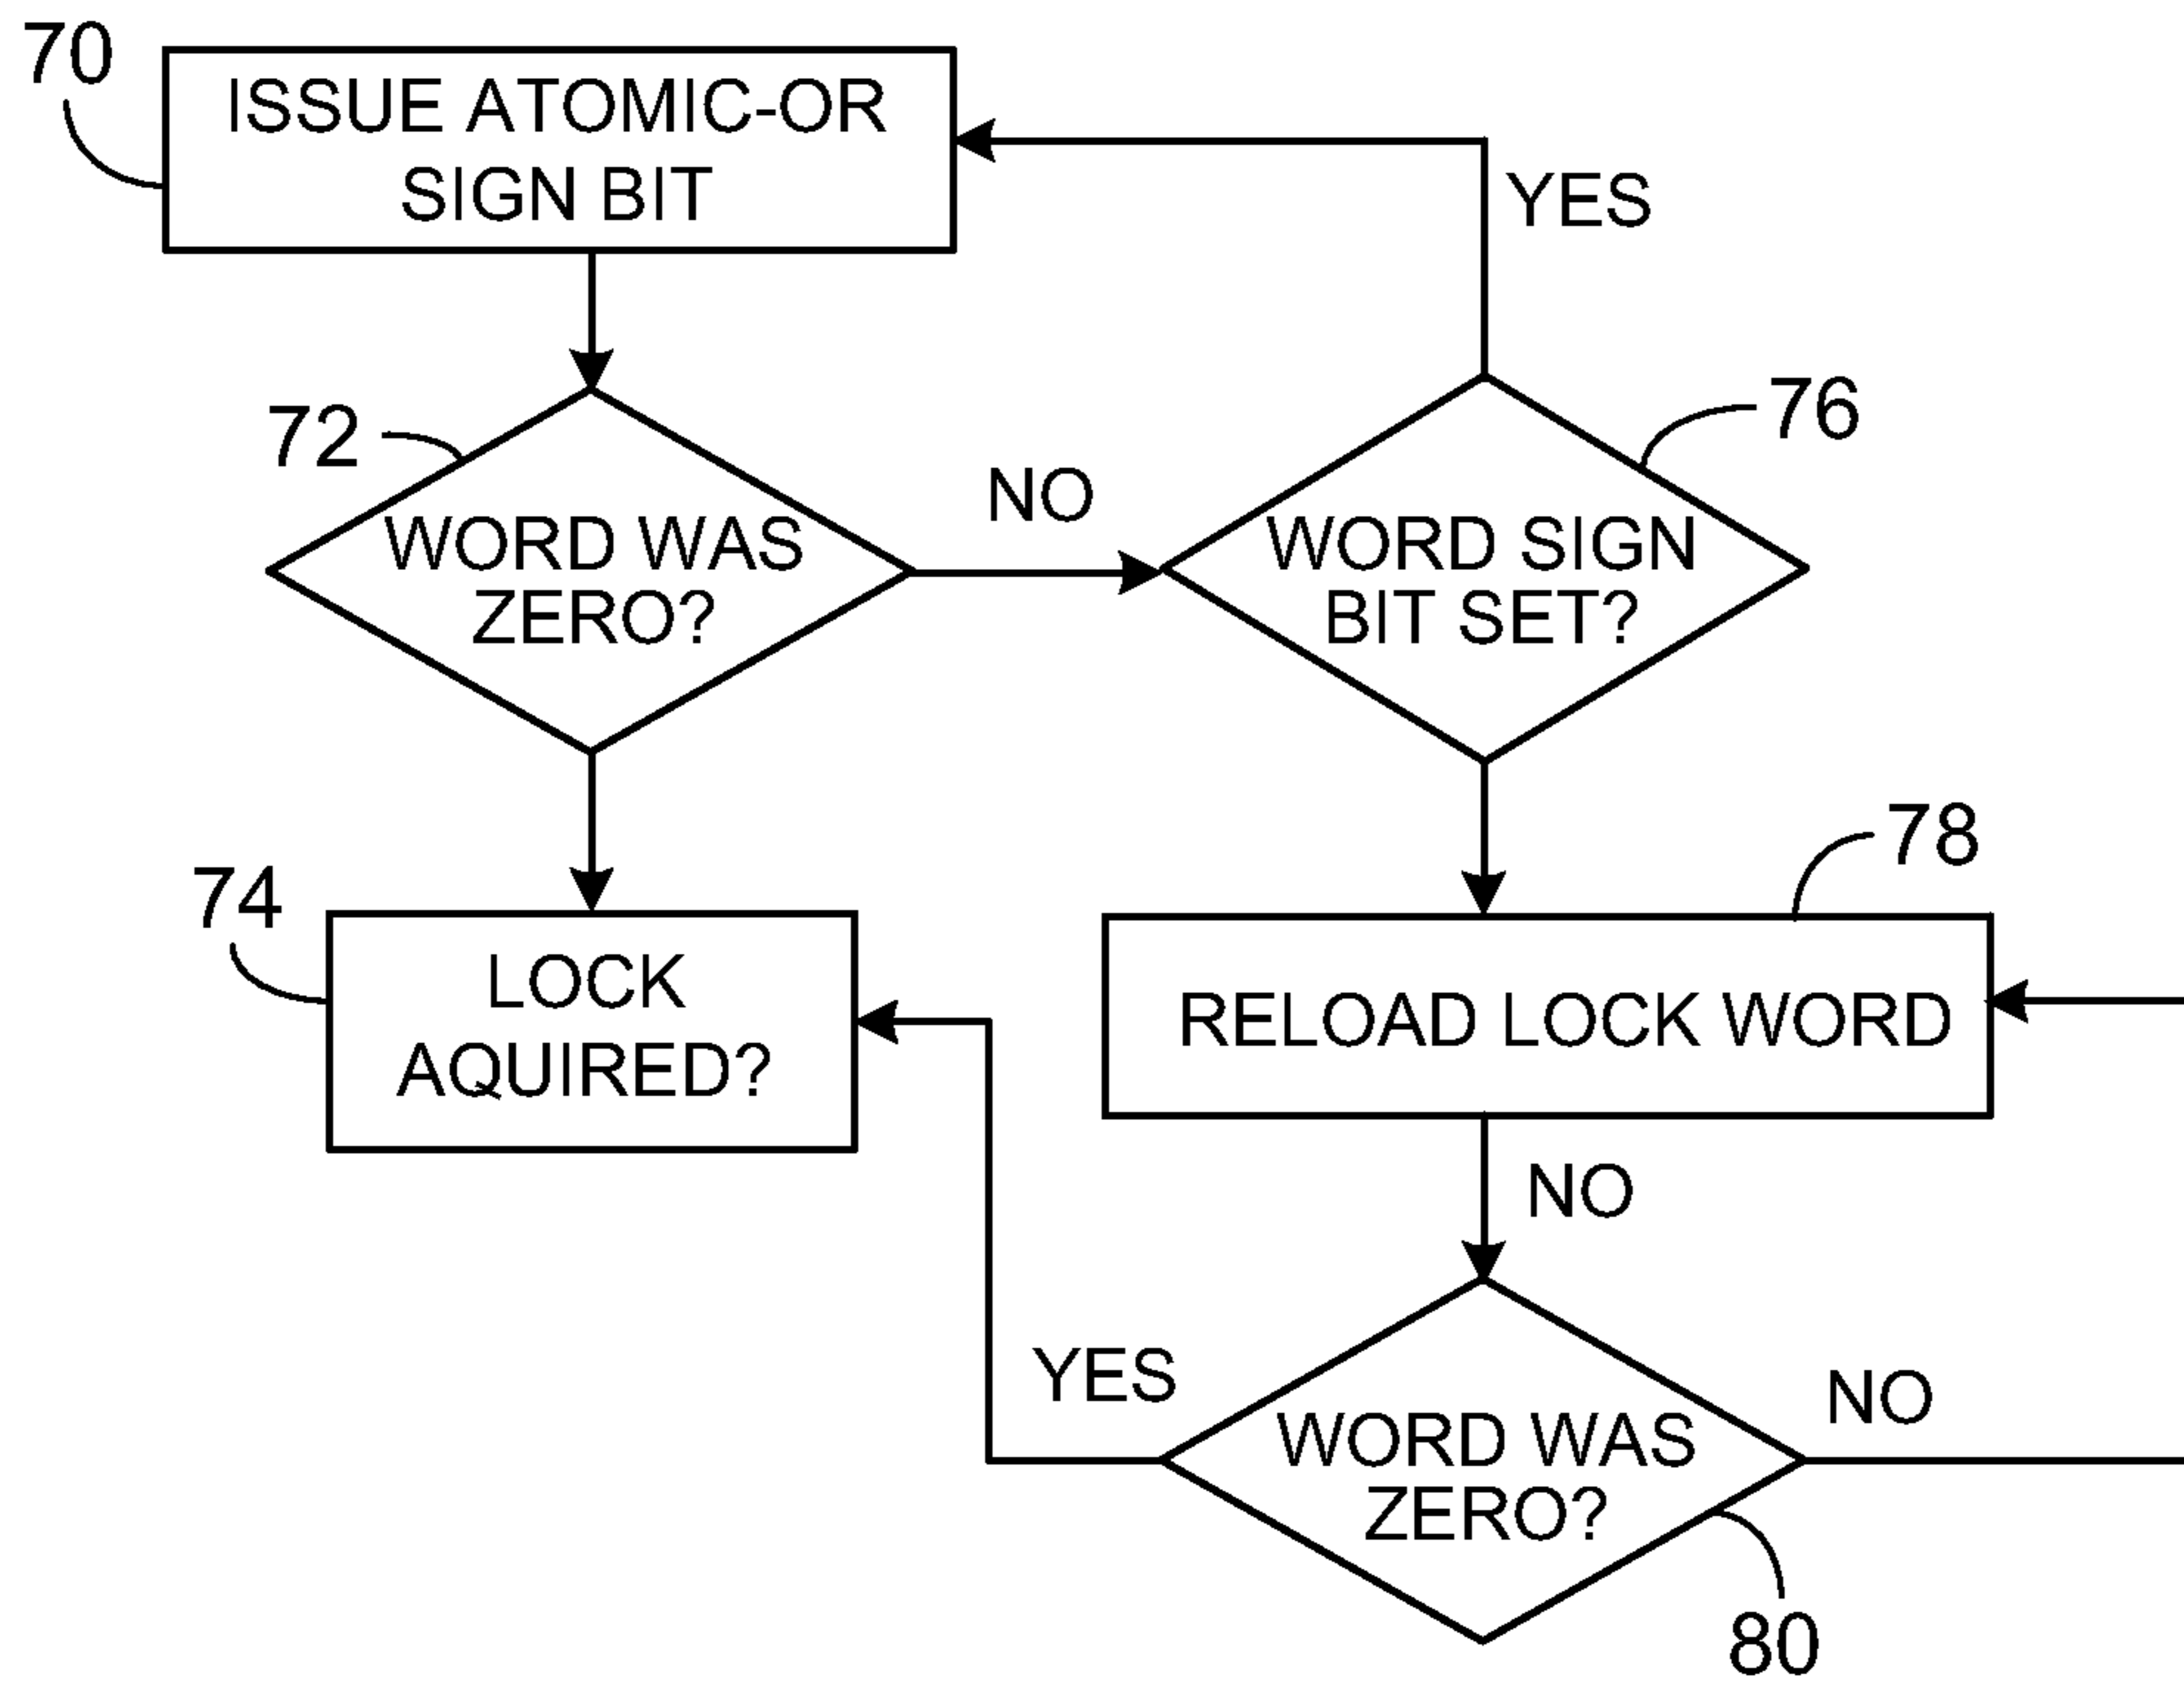 70
ISSUE ATOMIC-OR
SIGN BIT
YES
72
WORD WAS
ZERO?
NO
76
WORD SIGN
BIT SET?
74
LOCK
AQUIRED?
78
RELOAD LOCK WORD
NO
YES
WORD WAS
ZERO?
NO
80